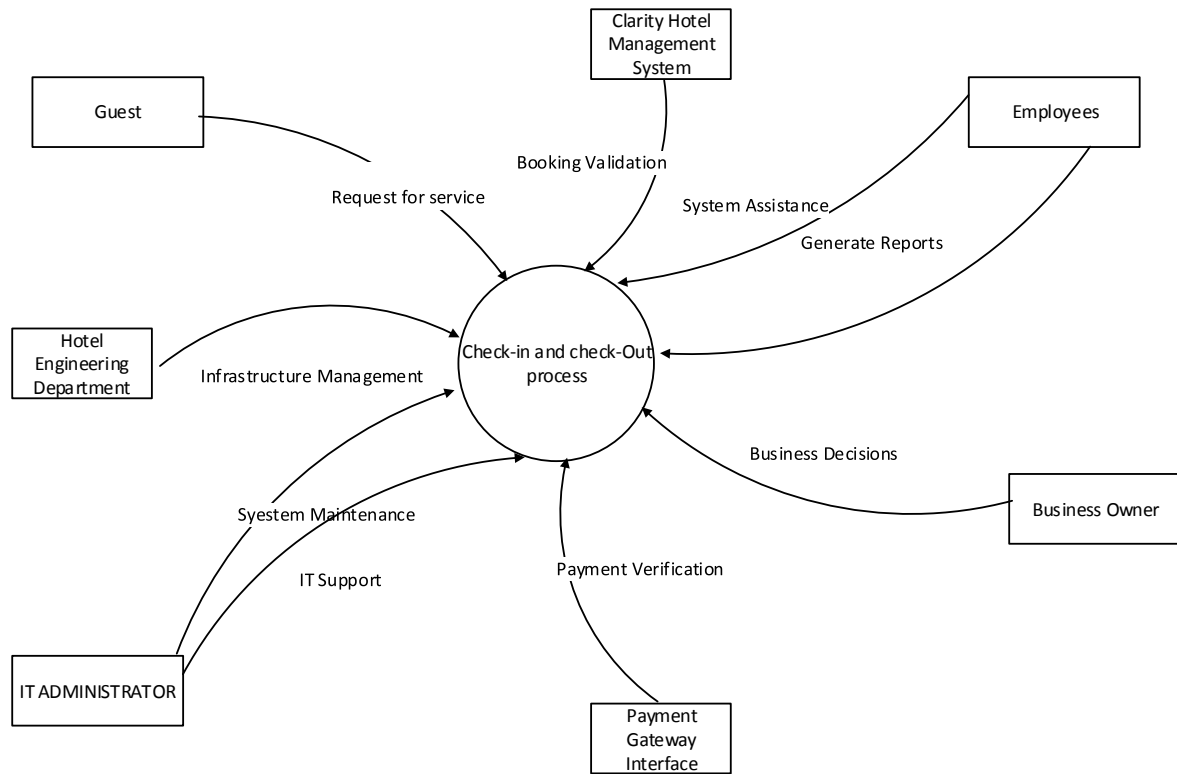 Clarity Hotel
Management
System
Guest
Employees
Booking Validation
Request for service
System Assistance
Generate Reports
Hotel
Engineering
Department
Check-in and check-Out
process
Infrastructure Management
Business Decisions
Business Owner
Syestem Maintenance
IT Support
Payment Verification
IT ADMINISTRATOR
Payment
Gateway
Interface